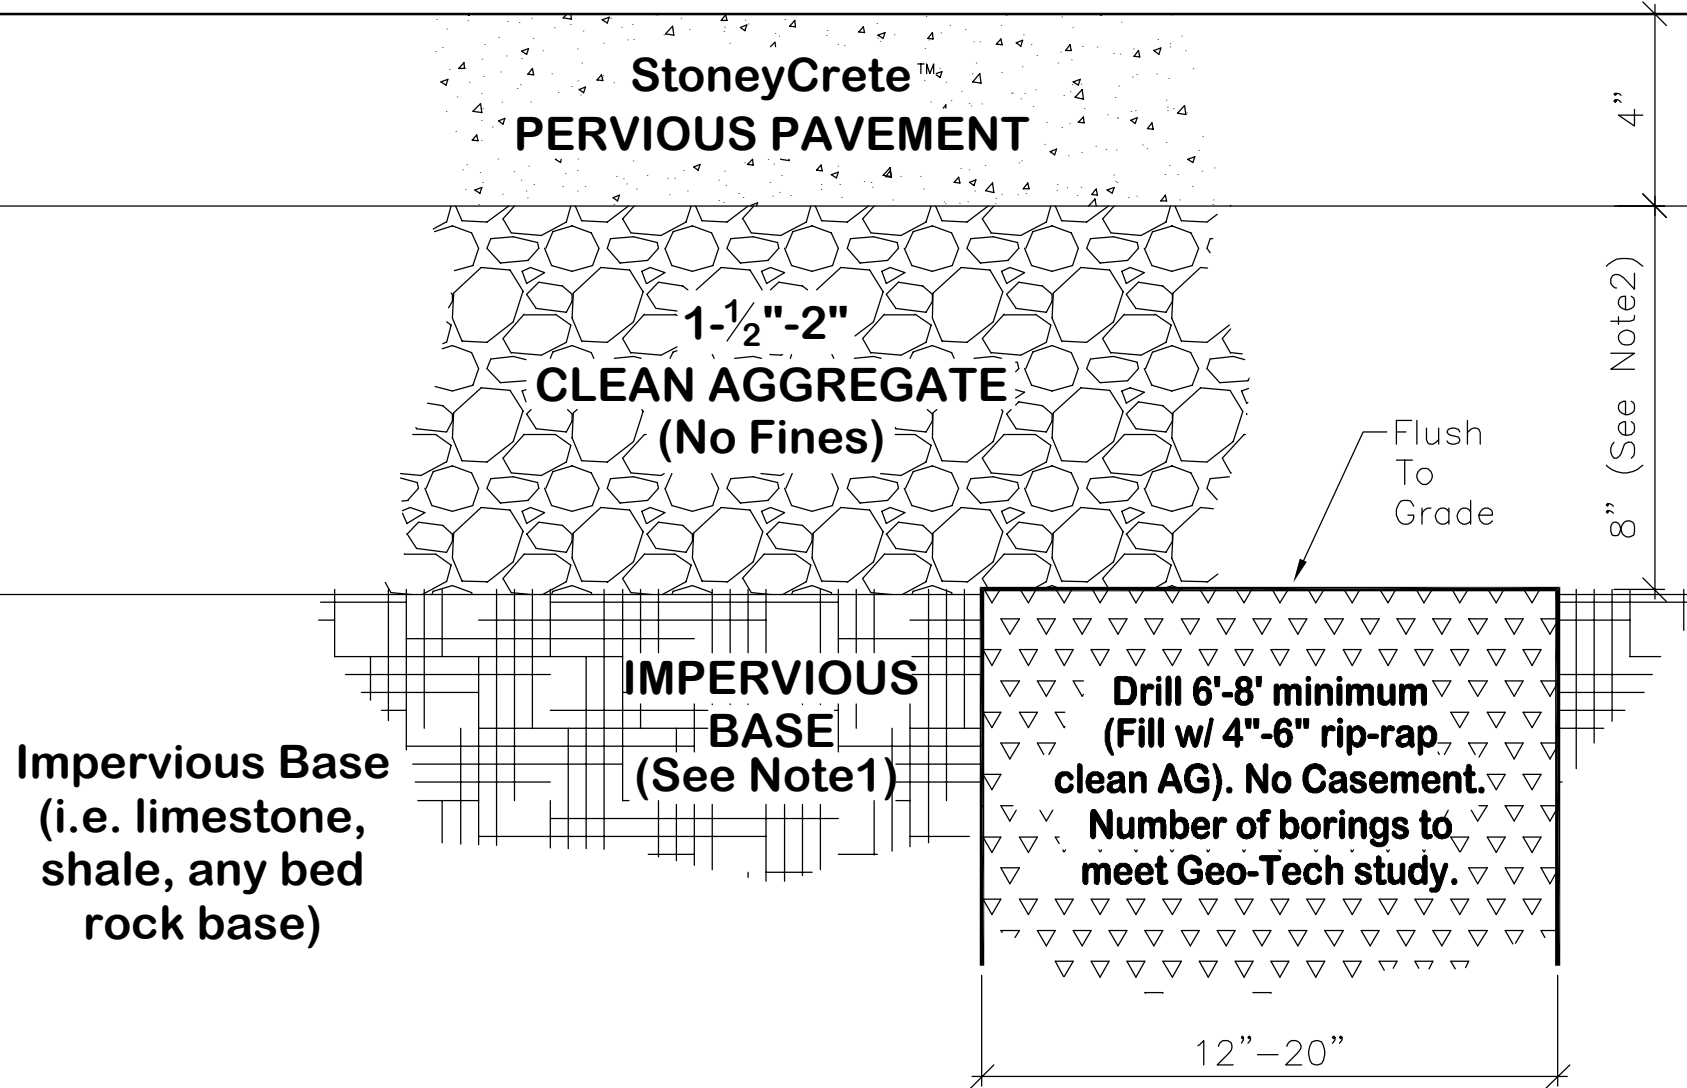 StoneyCrete™
PERVIOUS PAVEMENT
4”
1-½"-2"
CLEAN AGGREGATE
(No Fines)
8” (See Note2)
Flush
To
Grade
IMPERVIOUS
BASE
(See Note1)
Impervious Base
(i.e. limestone,
shale, any bed
rock base)
Drill 6'-8' minimum
(Fill w/ 4"-6" rip-rap
clean AG). No Casement.
Number of borings to
meet Geo-Tech study.
12”-20”